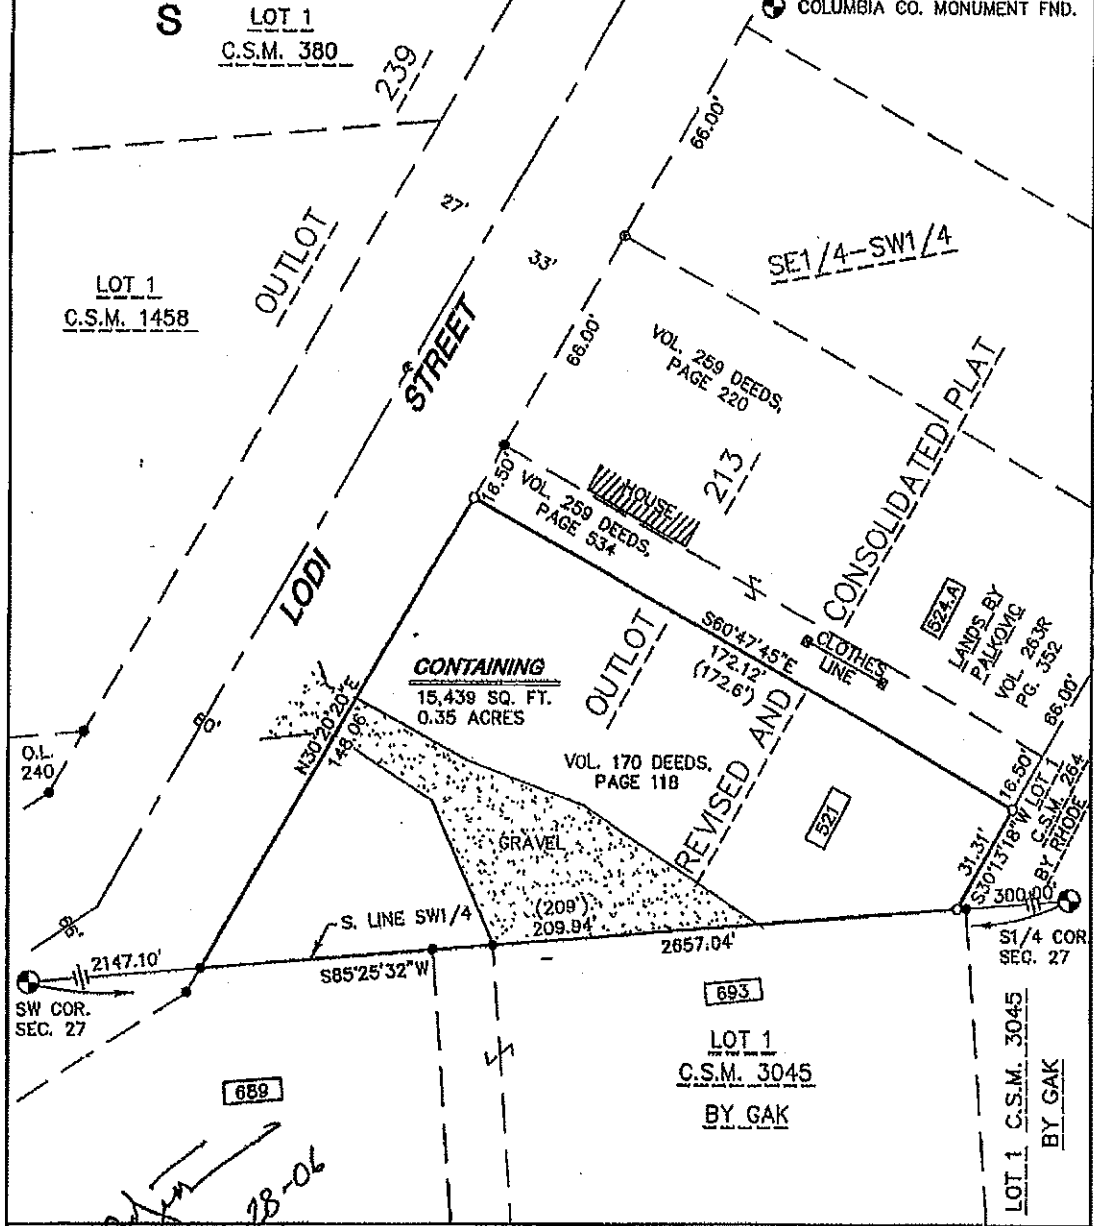 S
LOT 1
C.S.M. 380
COLUMBIA CO. MONUMENT FND.
239
66.00'
27'
33'
OUTLOT
SE1/4-SW1/4
LOT 1
C.S.M. 1458
66.00'
VOL. 259 DEEDS,
PAGE 220
LODI STREET
213
HOUSE
16.50'
VOL. 259 DEEDS,
PAGE 534
CONSOLIDATED PLAT
REVISED AND
524.A
LANDS BY
PALKOVIC
VOL. 263R
PG. 352
66.00'
CLOTHES
LINE
S60°47'45"E
172.12'
(172.6')
OUTLOT
CONTAINING
15,439 SQ. FT.
0.35 ACRES
N30°20'20"E
148.06'
60'
O.L.
240
VOL. 170 DEEDS,
PAGE 118
521
16.50'
LOT 1
C.S.M. 264
BY RHODE
31.31'
S30°13'18"W
GRAVEL
300.00'
S1/4 COR.
SEC. 27
66'
S. LINE SW1/4
(209')
209.94'
2657.04'
2147.10'
S85°25'32"W
SW COR.
SEC. 27
693
LOT 1
C.S.M. 3045
BY GAK
689
LOT 1 C.S.M. 3045
BY GAK
28-06